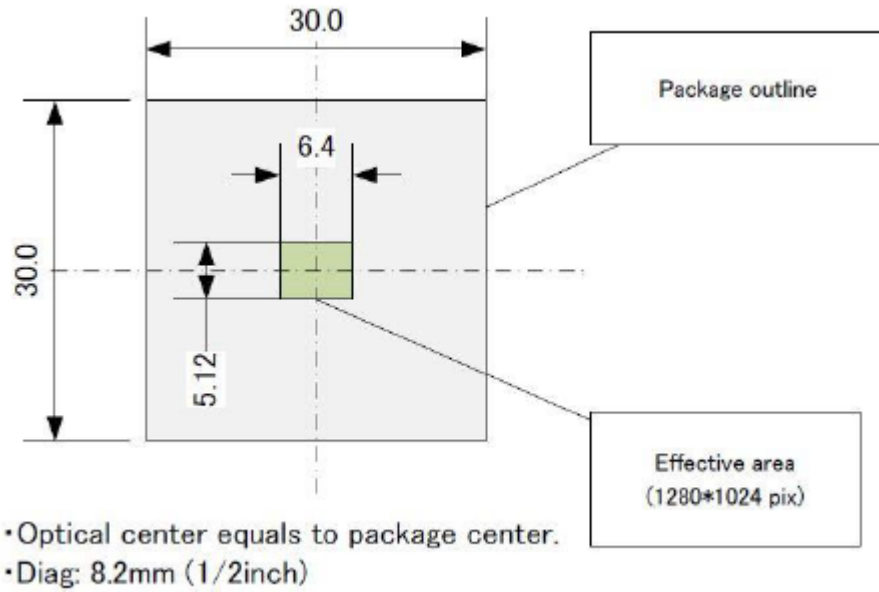 30.0
Package outline
6.4
30.0
5.12
Effective area
(1280*1024 pix)
・Optical center equals to package center.
・Diag: 8.2mm (1/2inch)